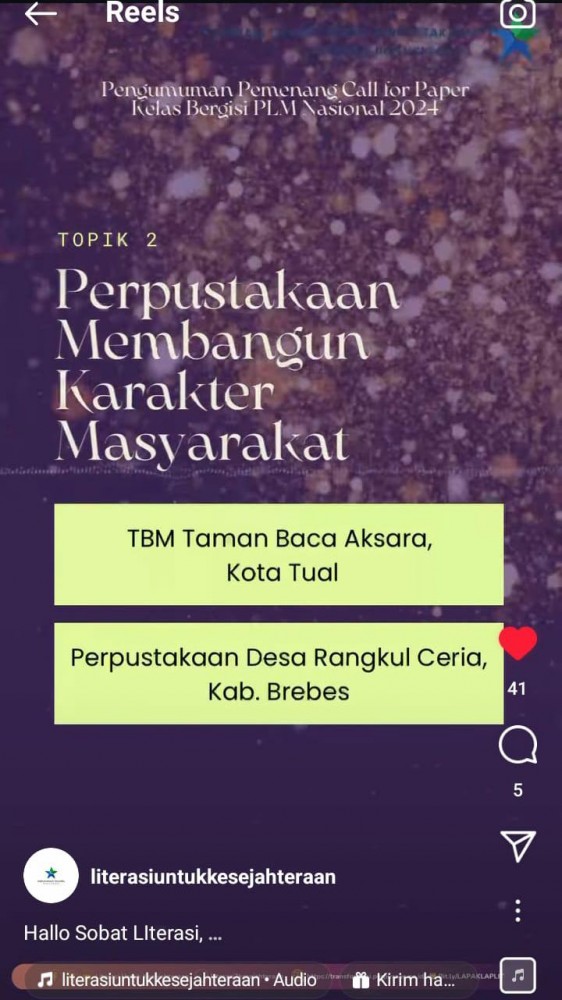 Reels
Pengumuman Pemenang Call for Paper
Kelas Bergisi PLM Nasional 2024
TOPIK 2
Perpustakaan
Membangun
Karakter
Masyarakat
TBM Taman Baca Aksara,
Kota Tual
Perpustakaan Desa Rangkul Ceria,
Kab. Brebes
41
5
literasiuntukkesejahteraan
Hallo Sobat LIterasi, ...
literasiuntukkesejahteraan • Audio
Kirim ha...